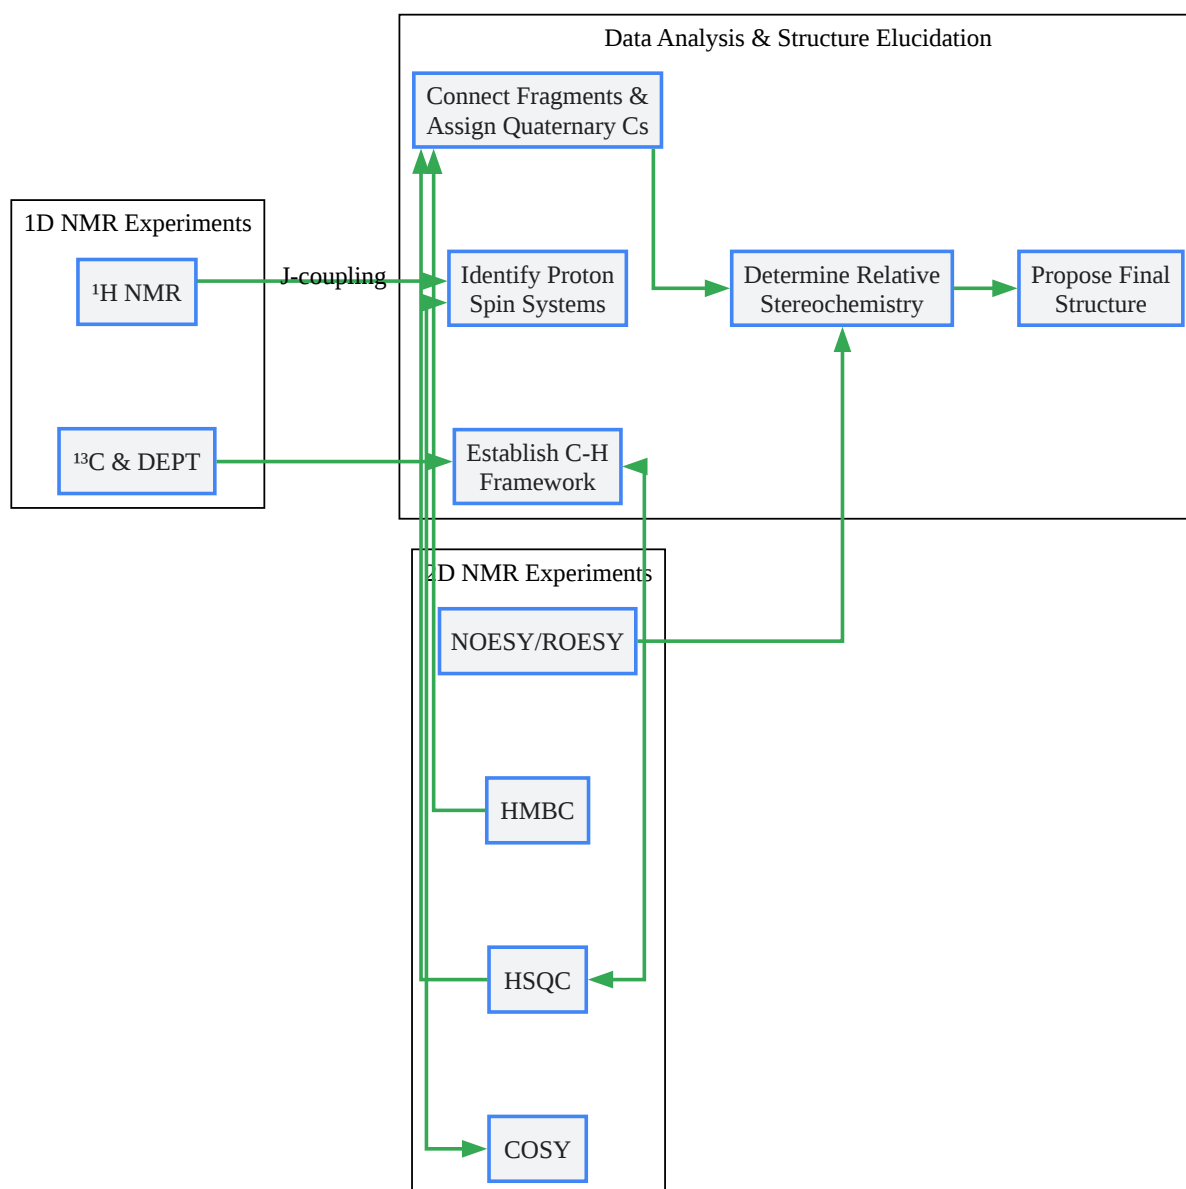 Data Analysis & Structure Elucidation
Connect Fragments &
Assign Quaternary Cs
1D NMR Experiments
¹H NMR
J-coupling
Identify Proton
Spin Systems
Determine Relative
Stereochemistry
Propose Final
Structure
¹³C & DEPT
Establish C-H
Framework
2D NMR Experiments
NOESY/ROESY
HMBC
HSQC
COSY